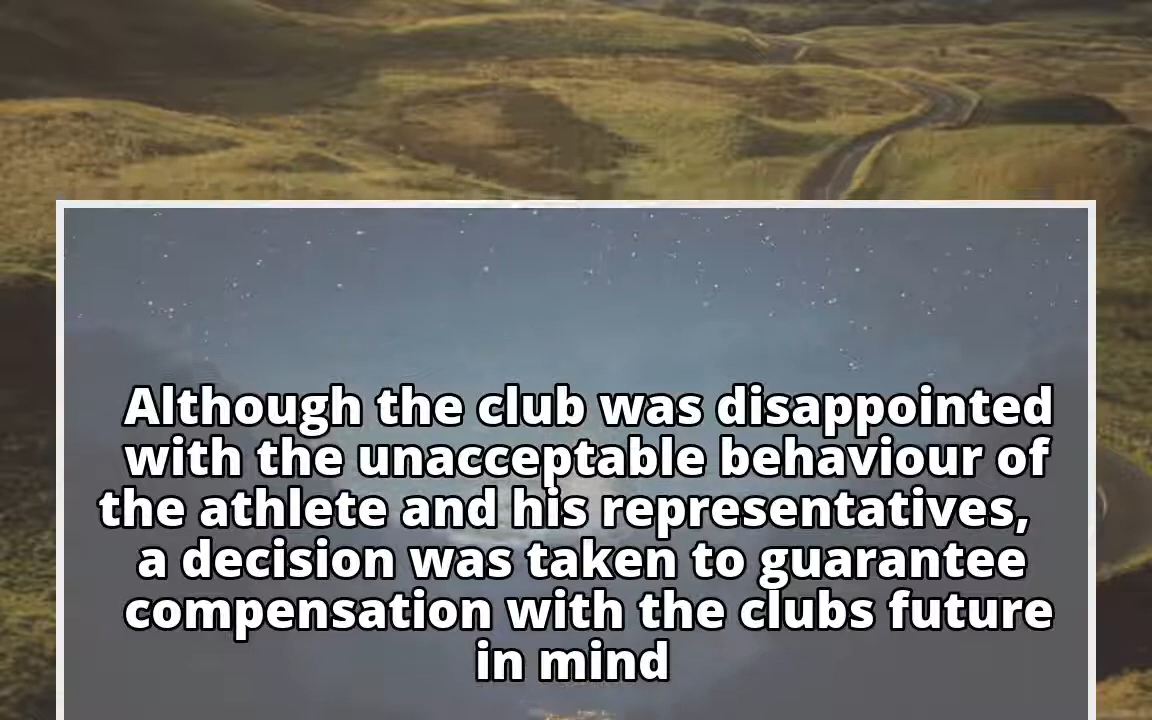 Although the club was disappointed
with the unacceptable behaviour of
the athlete and his representatives,
a decision was taken to guarantee
compensation with the clubs future
in mind